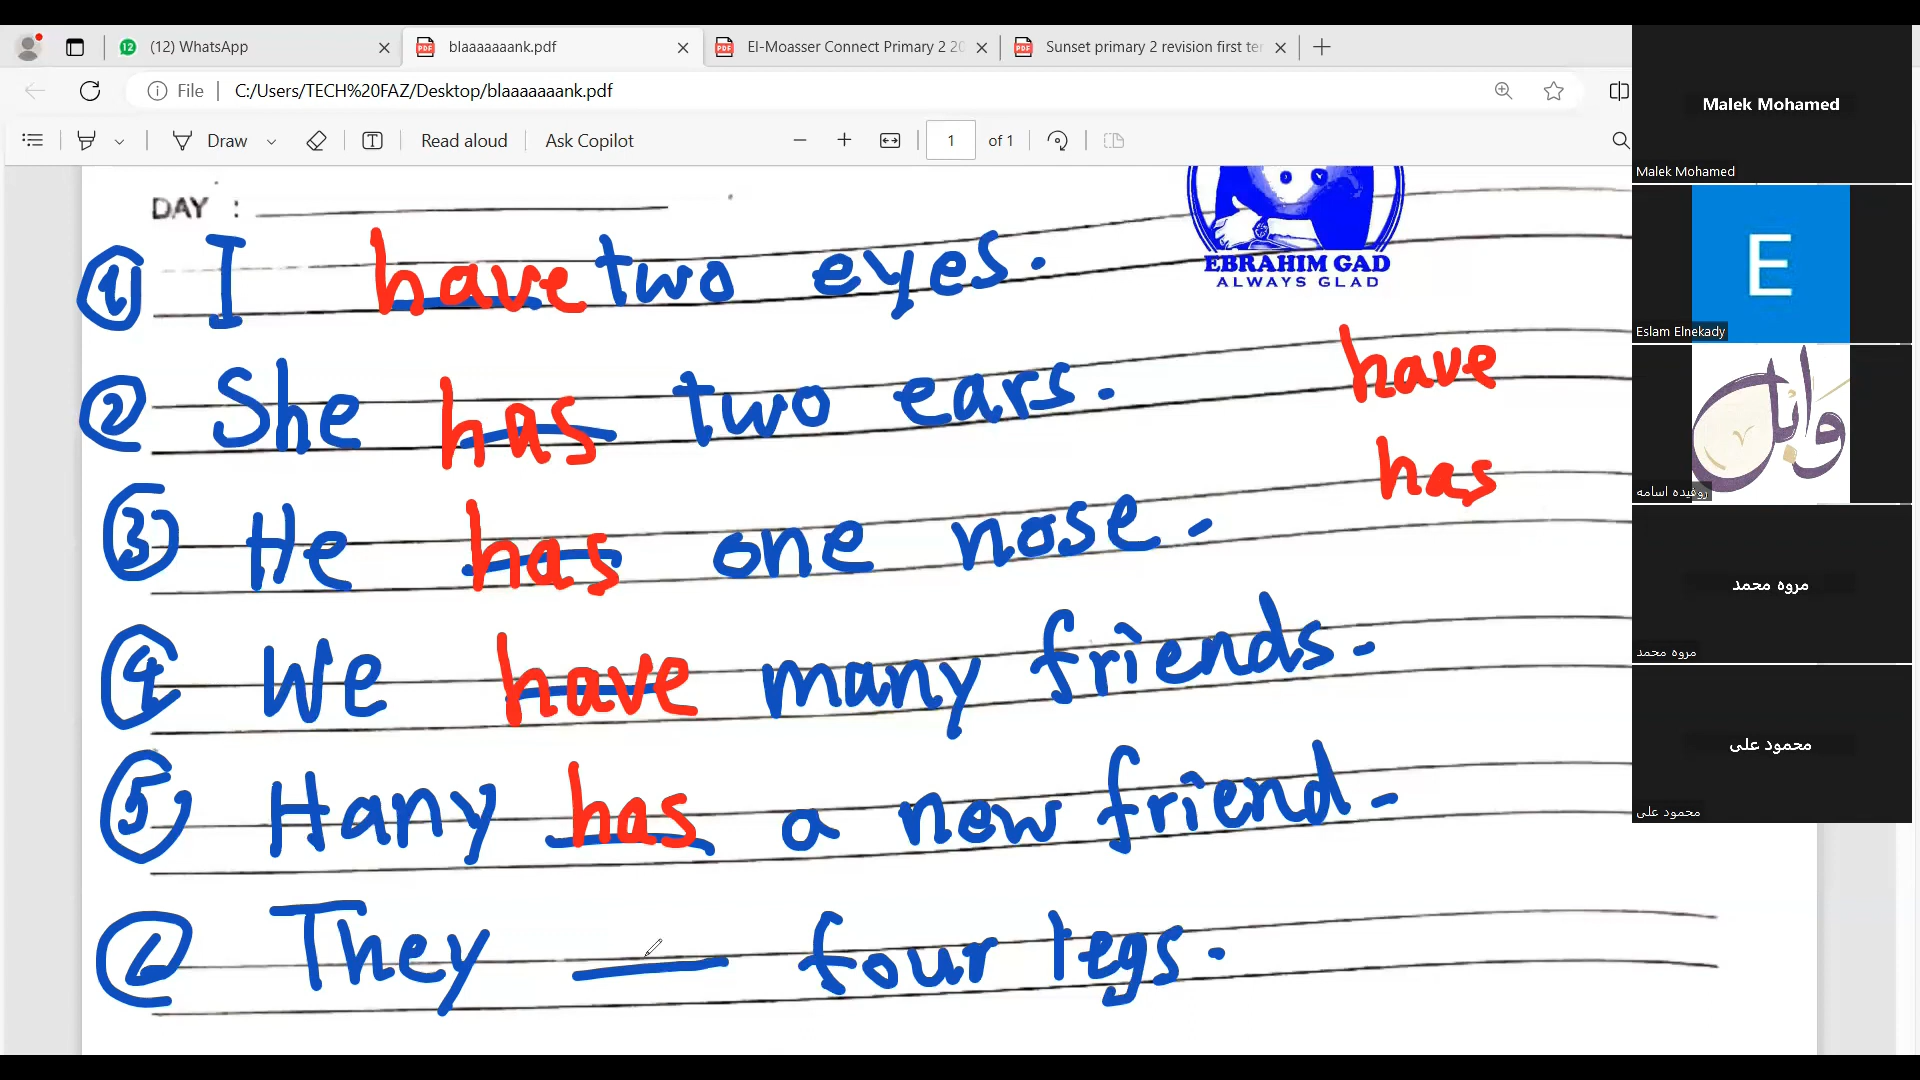 (12) WhatsApp
blaaaaaaank.pdf
El-Moasser Connect Primary 2 20
Sunset primary 2 revision first ter
File
C:/Users/TECH%20FAZ/Desktop/blaaaaaaank.pdf
Draw
Read aloud
Ask Copilot
1 of 1
DAY :
EBRAHIM GAD
ALWAYS GLAD
1 I have two eyes.
2 She has two ears.
have
has
3 He has one nose.
4 We have many friends.
5 Hany has a new friend.
6 They ___ four legs.
Malek Mohamed
Malek Mohamed
E
Eslam Elnekady
وابل
روفيده اسامه
مروه محمد
مروه محمد
محمود على
محمود على